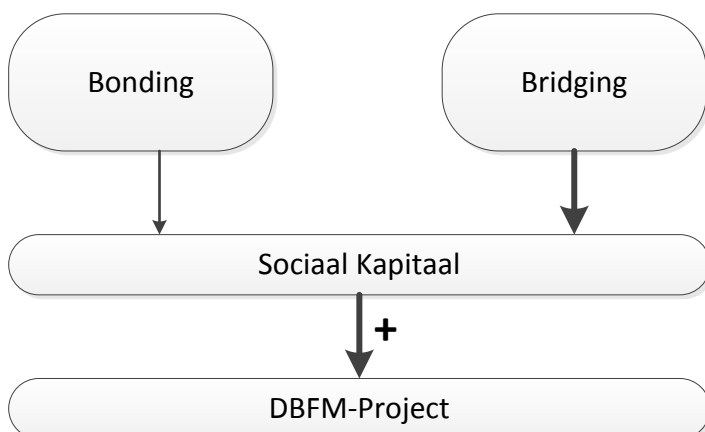 Bonding
Bridging
Sociaal Kapitaal
+
DBFM-Project